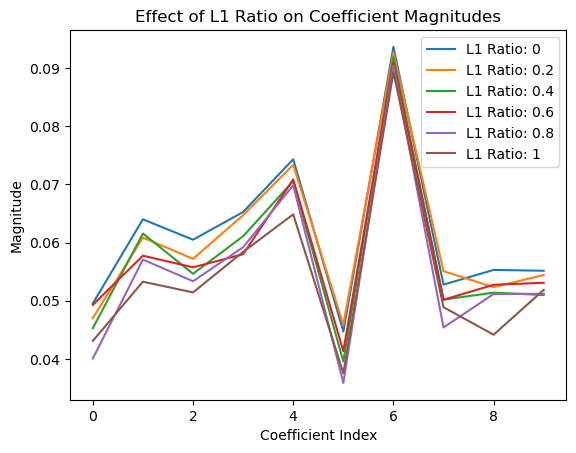 Effect of L1 Ratio on Coefficient Magnitudes
L1 Ratio: 0
L1 Ratio: 0.2
L1 Ratio: 0.4
L1 Ratio: 0.6
L1 Ratio: 0.8
L1 Ratio: 1
Magnitude
0.09
0.08
0.07
0.06
0.05
0.04
0 2 4 6 8
Coefficient Index